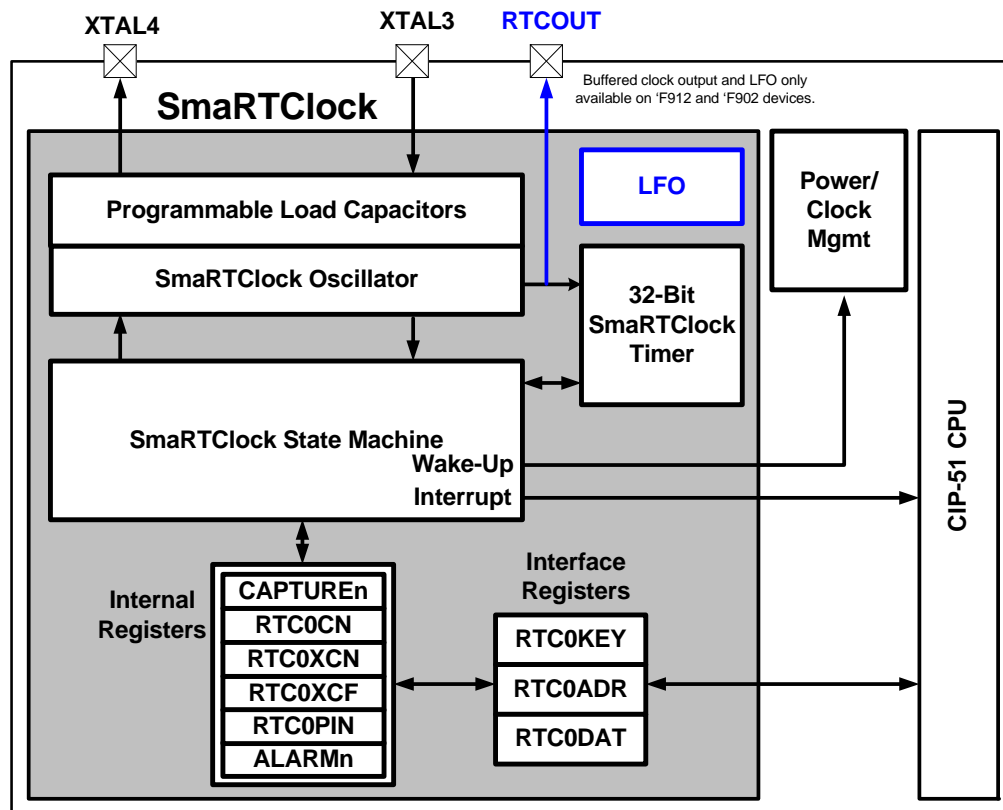 XTAL4
XTAL3
RTCOUT
Buffered clock output and LFO only
available on ‘F912 and ‘F902 devices.
SmaRTClock
LFO
Power/
Clock
Mgmt
Programmable Load Capacitors
SmaRTClock Oscillator
32-Bit
SmaRTClock
Timer
SmaRTClock State Machine
Wake-Up
Interrupt
CIP-51 CPU
Internal
Registers
CAPTUREn
RTC0CN
RTC0XCN
RTC0XCF
RTC0PIN
ALARMn
Interface
Registers
RTC0KEY
RTC0ADR
RTC0DAT